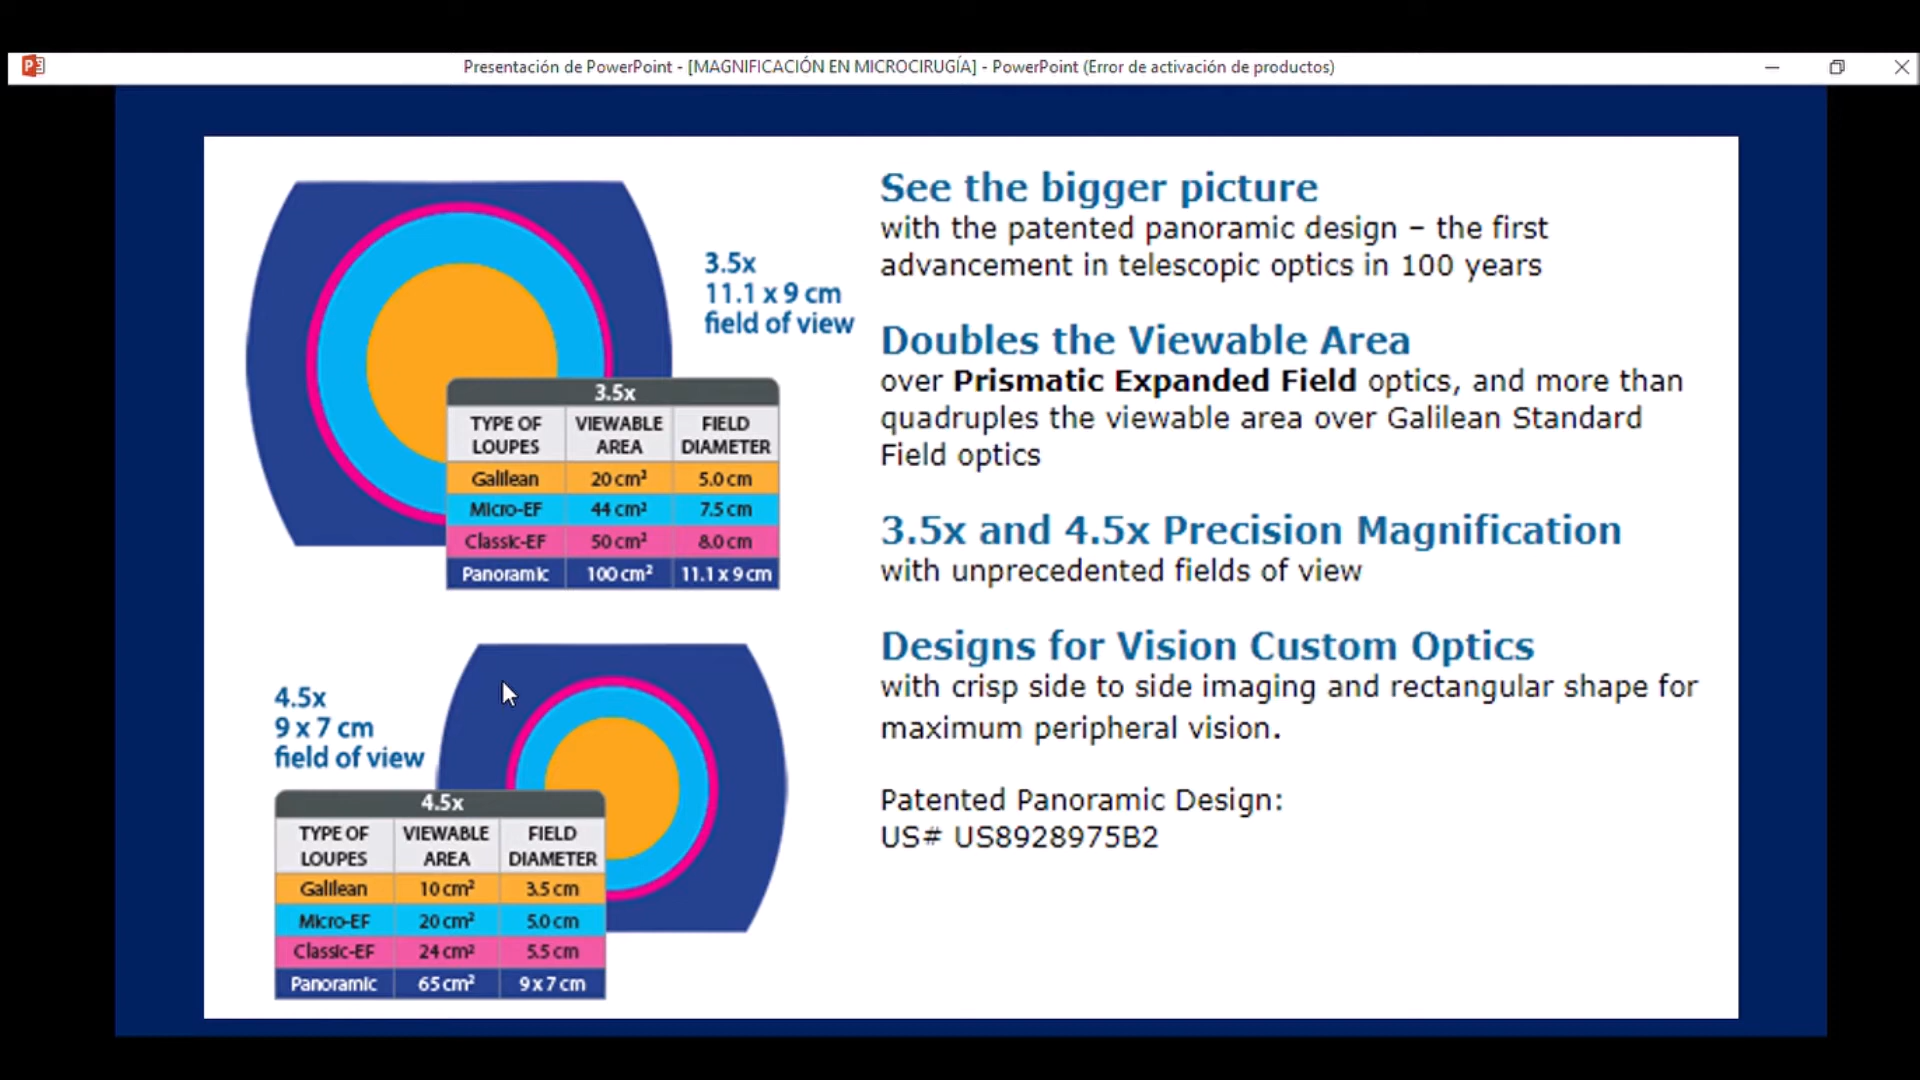 Presentación de PowerPoint - [MAGNIFICACIÓN EN MICROCIRUGÍA] - PowerPoint (Error de activación de productos)
3.5x
11.1 x 9 cm
field of view
3.5x
TYPE OF LOUPES VIEWABLE AREA FIELD DIAMETER
Galilean 20 cm² 5.0 cm
Micro-EF 44 cm² 7.5 cm
Classic-EF 50 cm² 8.0 cm
Panoramic 100 cm² 11.1 x 9 cm
4.5x
9 x 7 cm
field of view
4.5x
TYPE OF LOUPES VIEWABLE AREA FIELD DIAMETER
Galilean 10 cm² 3.5 cm
Micro-EF 20 cm² 5.0 cm
Classic-EF 24 cm² 5.5 cm
Panoramic 65 cm² 9 x 7 cm
See the bigger picture
with the patented panoramic design – the first
advancement in telescopic optics in 100 years
Doubles the Viewable Area
over Prismatic Expanded Field optics, and more than
quadruples the viewable area over Galilean Standard
Field optics
3.5x and 4.5x Precision Magnification
with unprecedented fields of view
Designs for Vision Custom Optics
with crisp side to side imaging and rectangular shape for
maximum peripheral vision.
Patented Panoramic Design:
US# US8928975B2